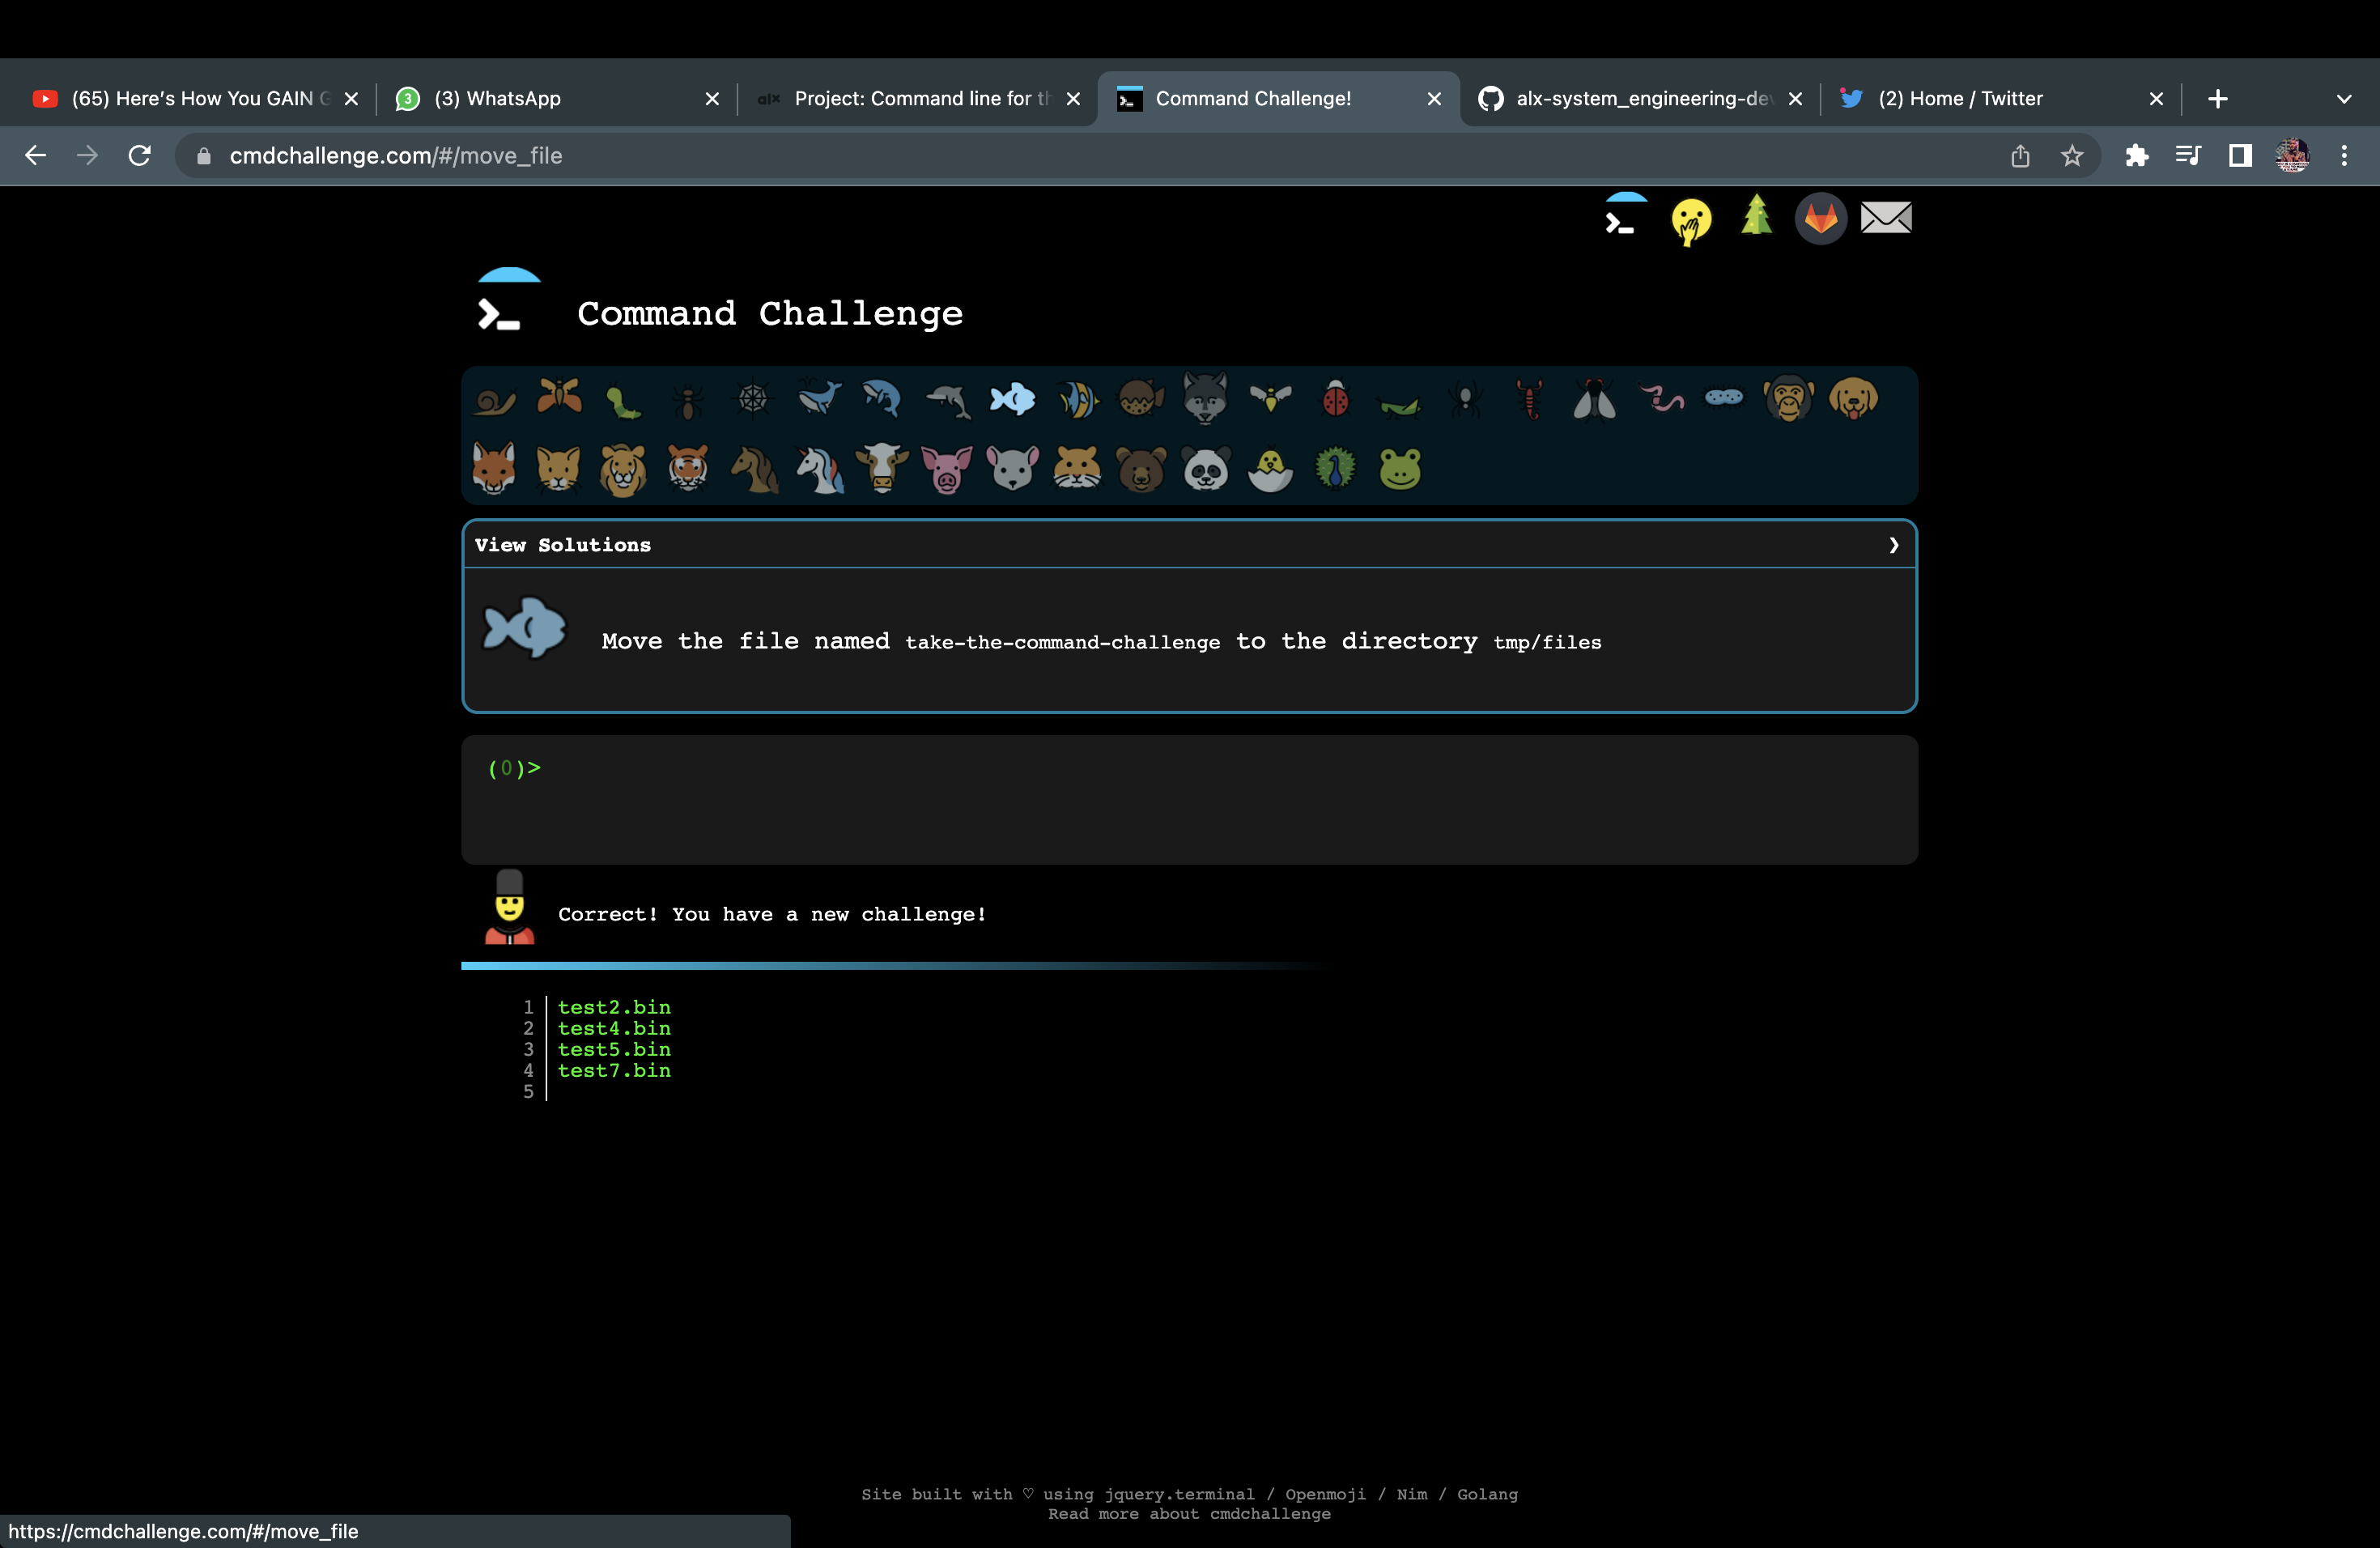 (65) Here's How You GAIN G
3
(3) WhatsApp
alx
Project: Command line for th
Command Challenge!
alx-system_engineering-dev
(2) Home / Twitter
cmdchallenge.com/#/move_file
Command Challenge
View Solutions
Move the file named take-the-command-challenge to the directory tmp/files
(0)>
Correct! You have a new challenge!
1 test2.bin
2 test4.bin
3 test5.bin
4 test7.bin
5
Site built with ♡ using jquery.terminal / Openmoji / Nim / Golang
Read more about cmdchallenge
https://cmdchallenge.com/#/move_file